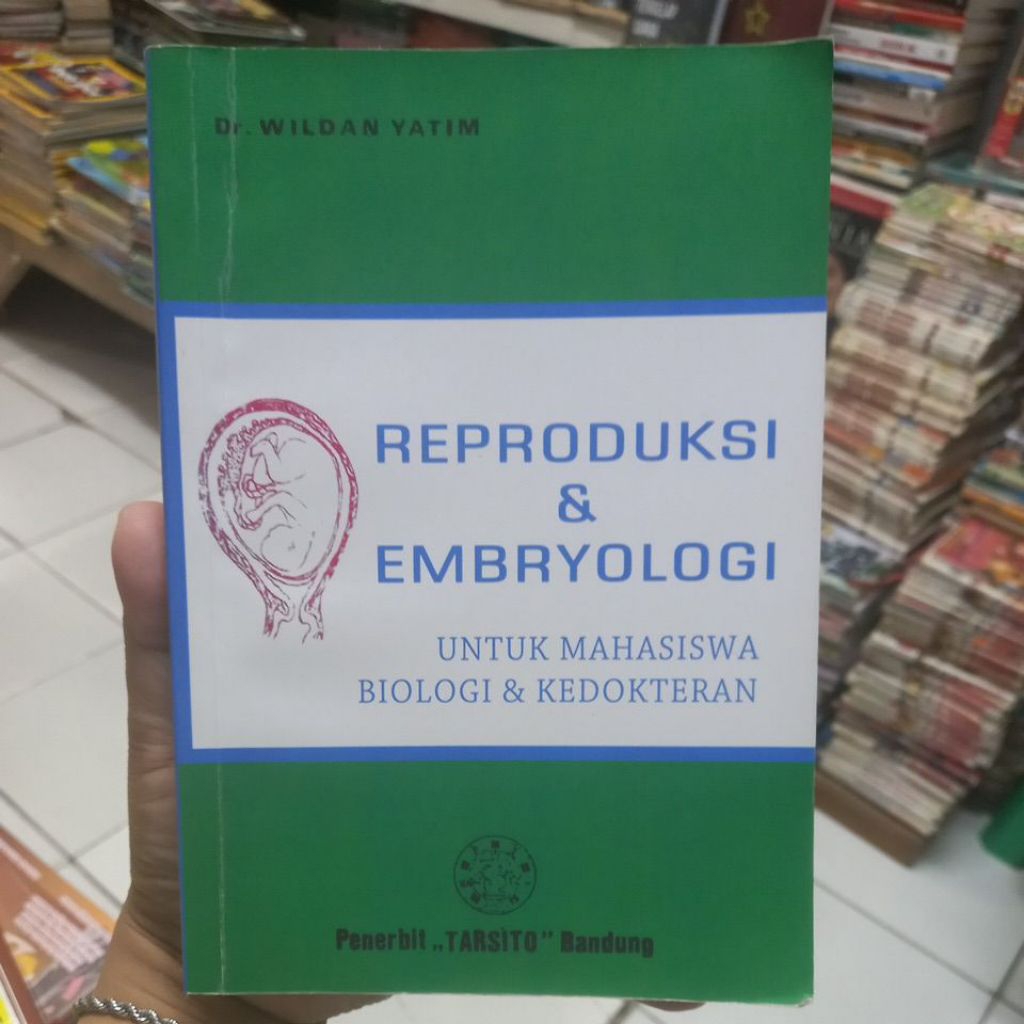 Dr. WILDAN YATIM
REPRODUKSI
&
EMBRYOLOGI
UNTUK MAHASISWA
BIOLOGI & KEDOKTERAN
Penerbit „TARSITO” Bandung